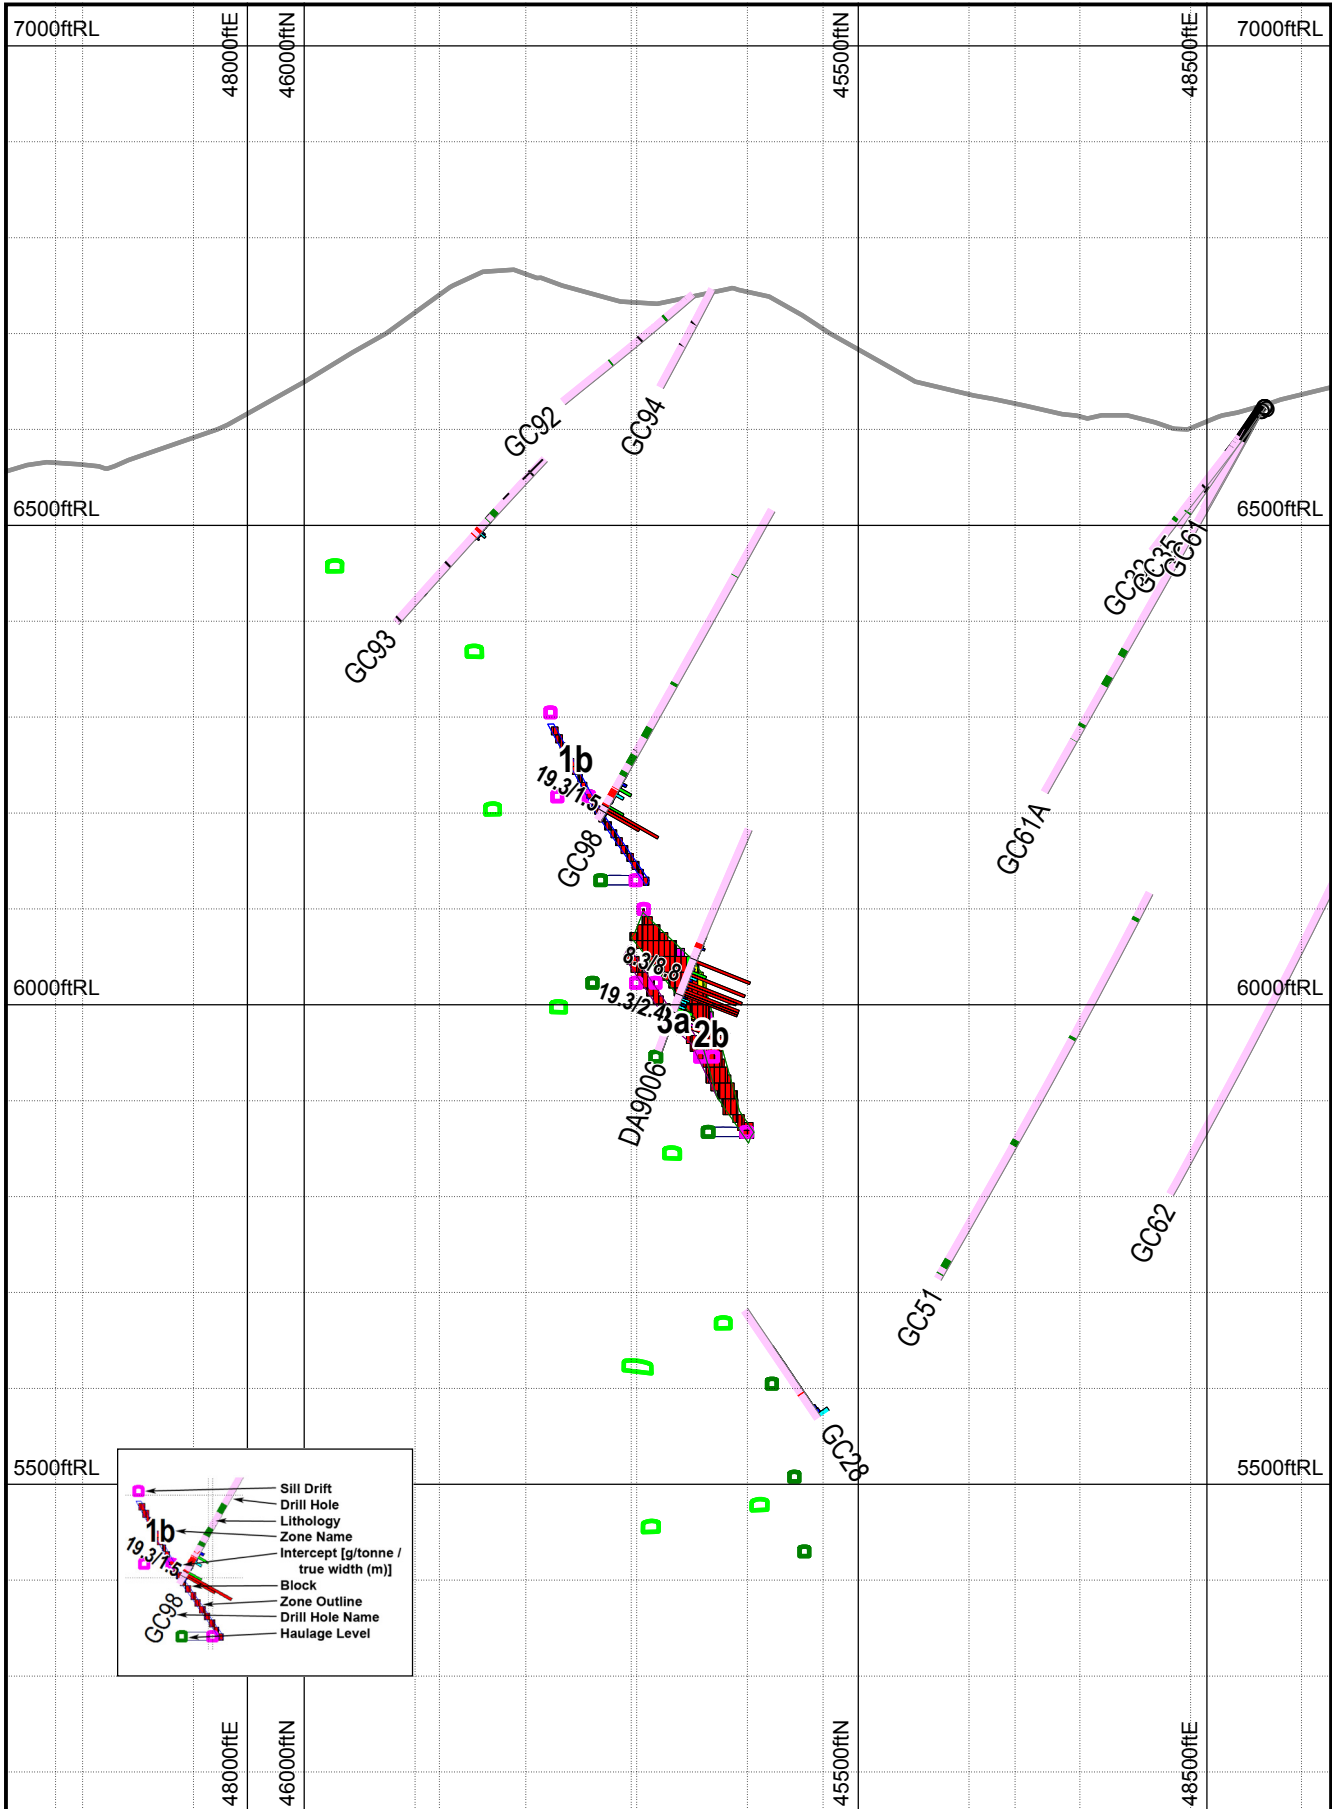 48000ftE
46000ftN
45500ftN
48500ftE
7000ftRL
7000ftRL
GC92
GC94
6500ftRL
6500ftRL
GC61
GC35
GC93
1b
19.3/1.5
GC61A
GC98
8.3/8.8
19.3/2.4
6000ftRL
6000ftRL
3a
2b
DA9006
GC62
GC51
GC28
5500ftRL
5500ftRL
Sill Drift
Drill Hole
Lithology
1b
Zone Name
19.3/1.5
Intercept [g/tonne /
true width (m)]
Block
Zone Outline
GC98
Drill Hole Name
Haulage Level
48000ftE
46000ftN
45500ftN
48500ftE